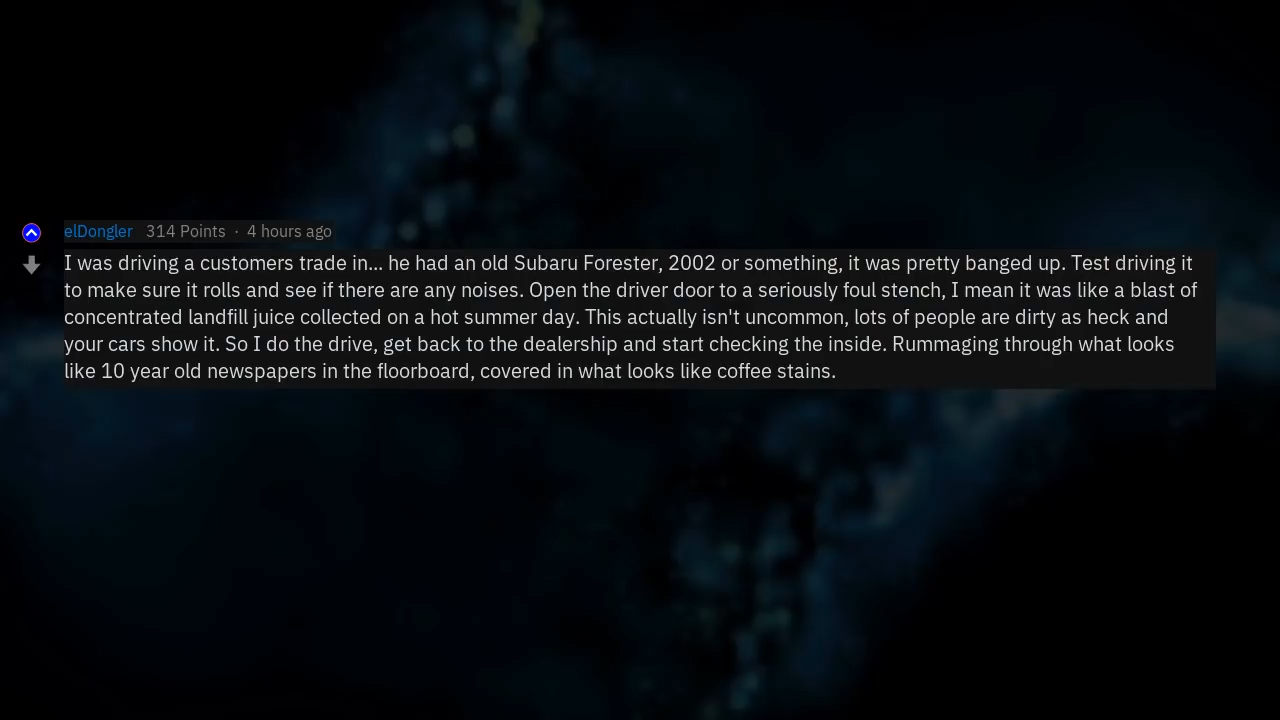 elDongler 314 Points · 4 hours ago
I was driving a customers trade in... he had an old Subaru Forester, 2002 or something, it was pretty banged up. Test driving it
to make sure it rolls and see if there are any noises. Open the driver door to a seriously foul stench, I mean it was like a blast of
concentrated landfill juice collected on a hot summer day. This actually isn't uncommon, lots of people are dirty as heck and
your cars show it. So I do the drive, get back to the dealership and start checking the inside. Rummaging through what looks
like 10 year old newspapers in the floorboard, covered in what looks like coffee stains.